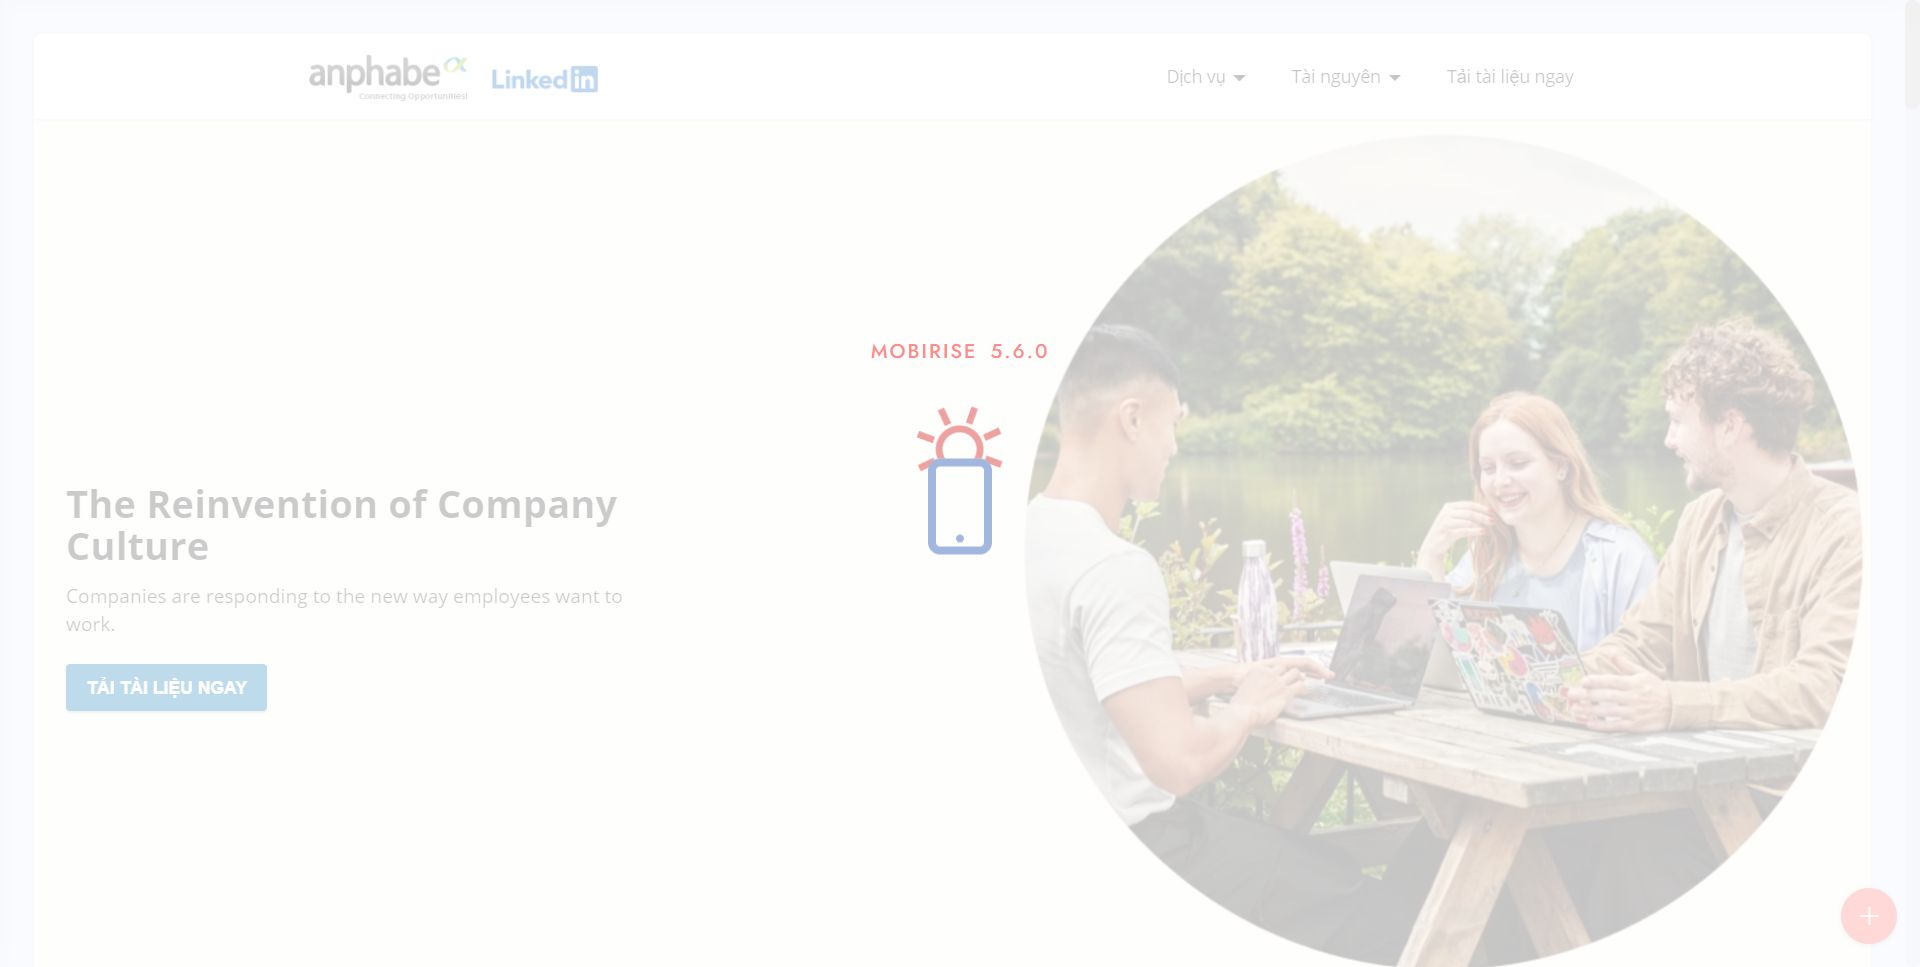 anphabe
Connecting Opportunities!
Linked in
Dịch vụ
Tài nguyên
Tải tài liệu ngay
MOBIRISE 5.6.0
The Reinvention of Company
Culture
Companies are responding to the new way employees want to
work.
TẢI TÀI LIỆU NGAY